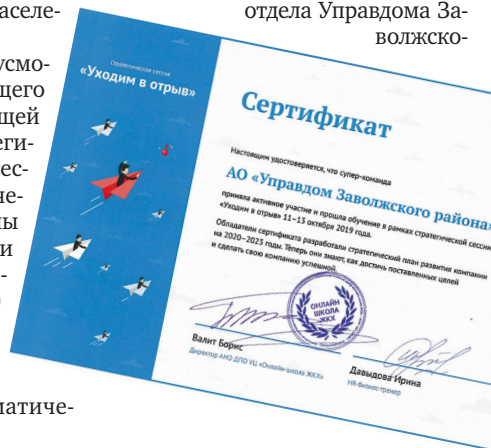 аселе-
усмо-
щего
щей
еги-
ес-
не-
ны
и
-
)
матиче-
отдела Управдома За-
волжско-
Стратегическая сессия
«Уходим в отрыв»
Сертификат
Настоящим удостоверяется, что супер-команда
АО «Управдом Заволжского района»
приняла активное участие и прошла обучение в рамках стратегической сессии
«Уходим в отрыв» 11–13 октября 2019 года.
Обладатели сертификата разработали стратегический план развития компании
на 2020–2023 годы. Теперь они знают, как достичь поставленных целей
и сделать свою компанию успешной.
ОНЛАЙН
ШКОЛА
ЖКХ
Валит Борис
Директор АНО ДПО УЦ «Онлайн-школа ЖКХ»
Давыдова Ирина
HR-бизнес-тренер